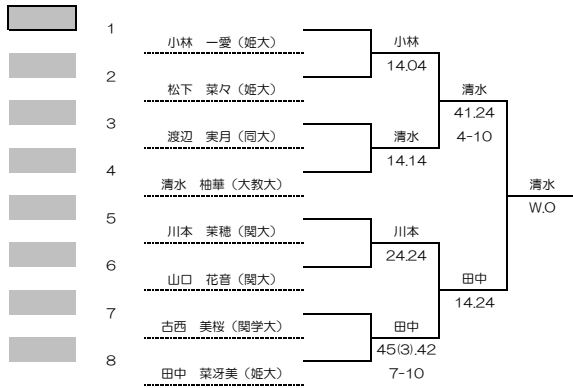 1
小林　一愛（姫大）
小林
14.04
2
松下　菜々（姫大）
清水
41.24
4-10
3
渡辺　実月（同大）
清水
14.14
4
清水　柚華（大教大）
清水
W.O
5
川本　茉穂（関大）
川本
24.24
6
山口　花音（関大）
田中
14.24
7
古西　美桜（関学大）
田中
45(3).42
7-10
8
田中　菜冴美（姫大）